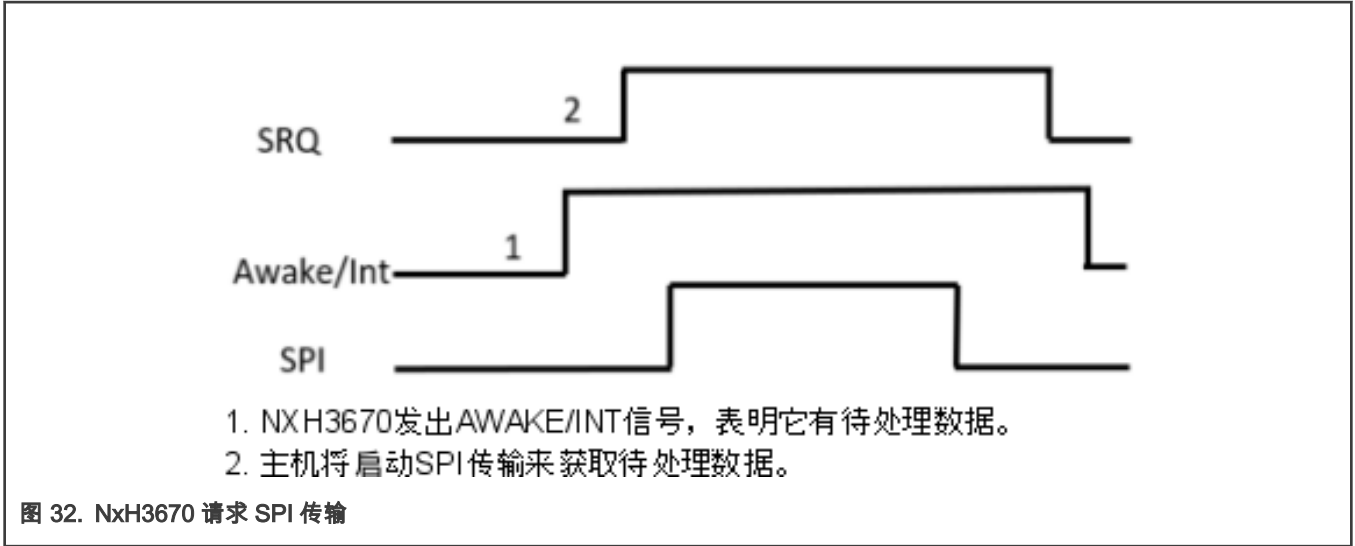 2
SRQ
1
Awake/Int
SPI
1. NXH3670发出AWAKE/INT信号，表明它有待处理数据。
2. 主机将启动SPI传输来获取待处理数据。
图 32. NxH3670 请求 SPI 传输